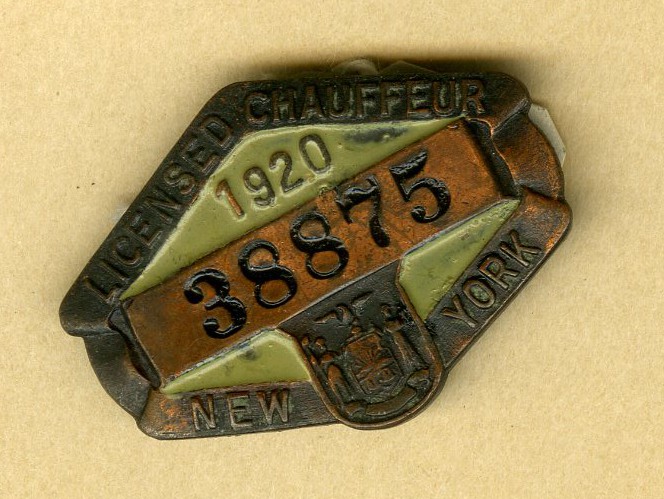 LICENSED CHAUFFEUR
1920
38875
NEW YORK